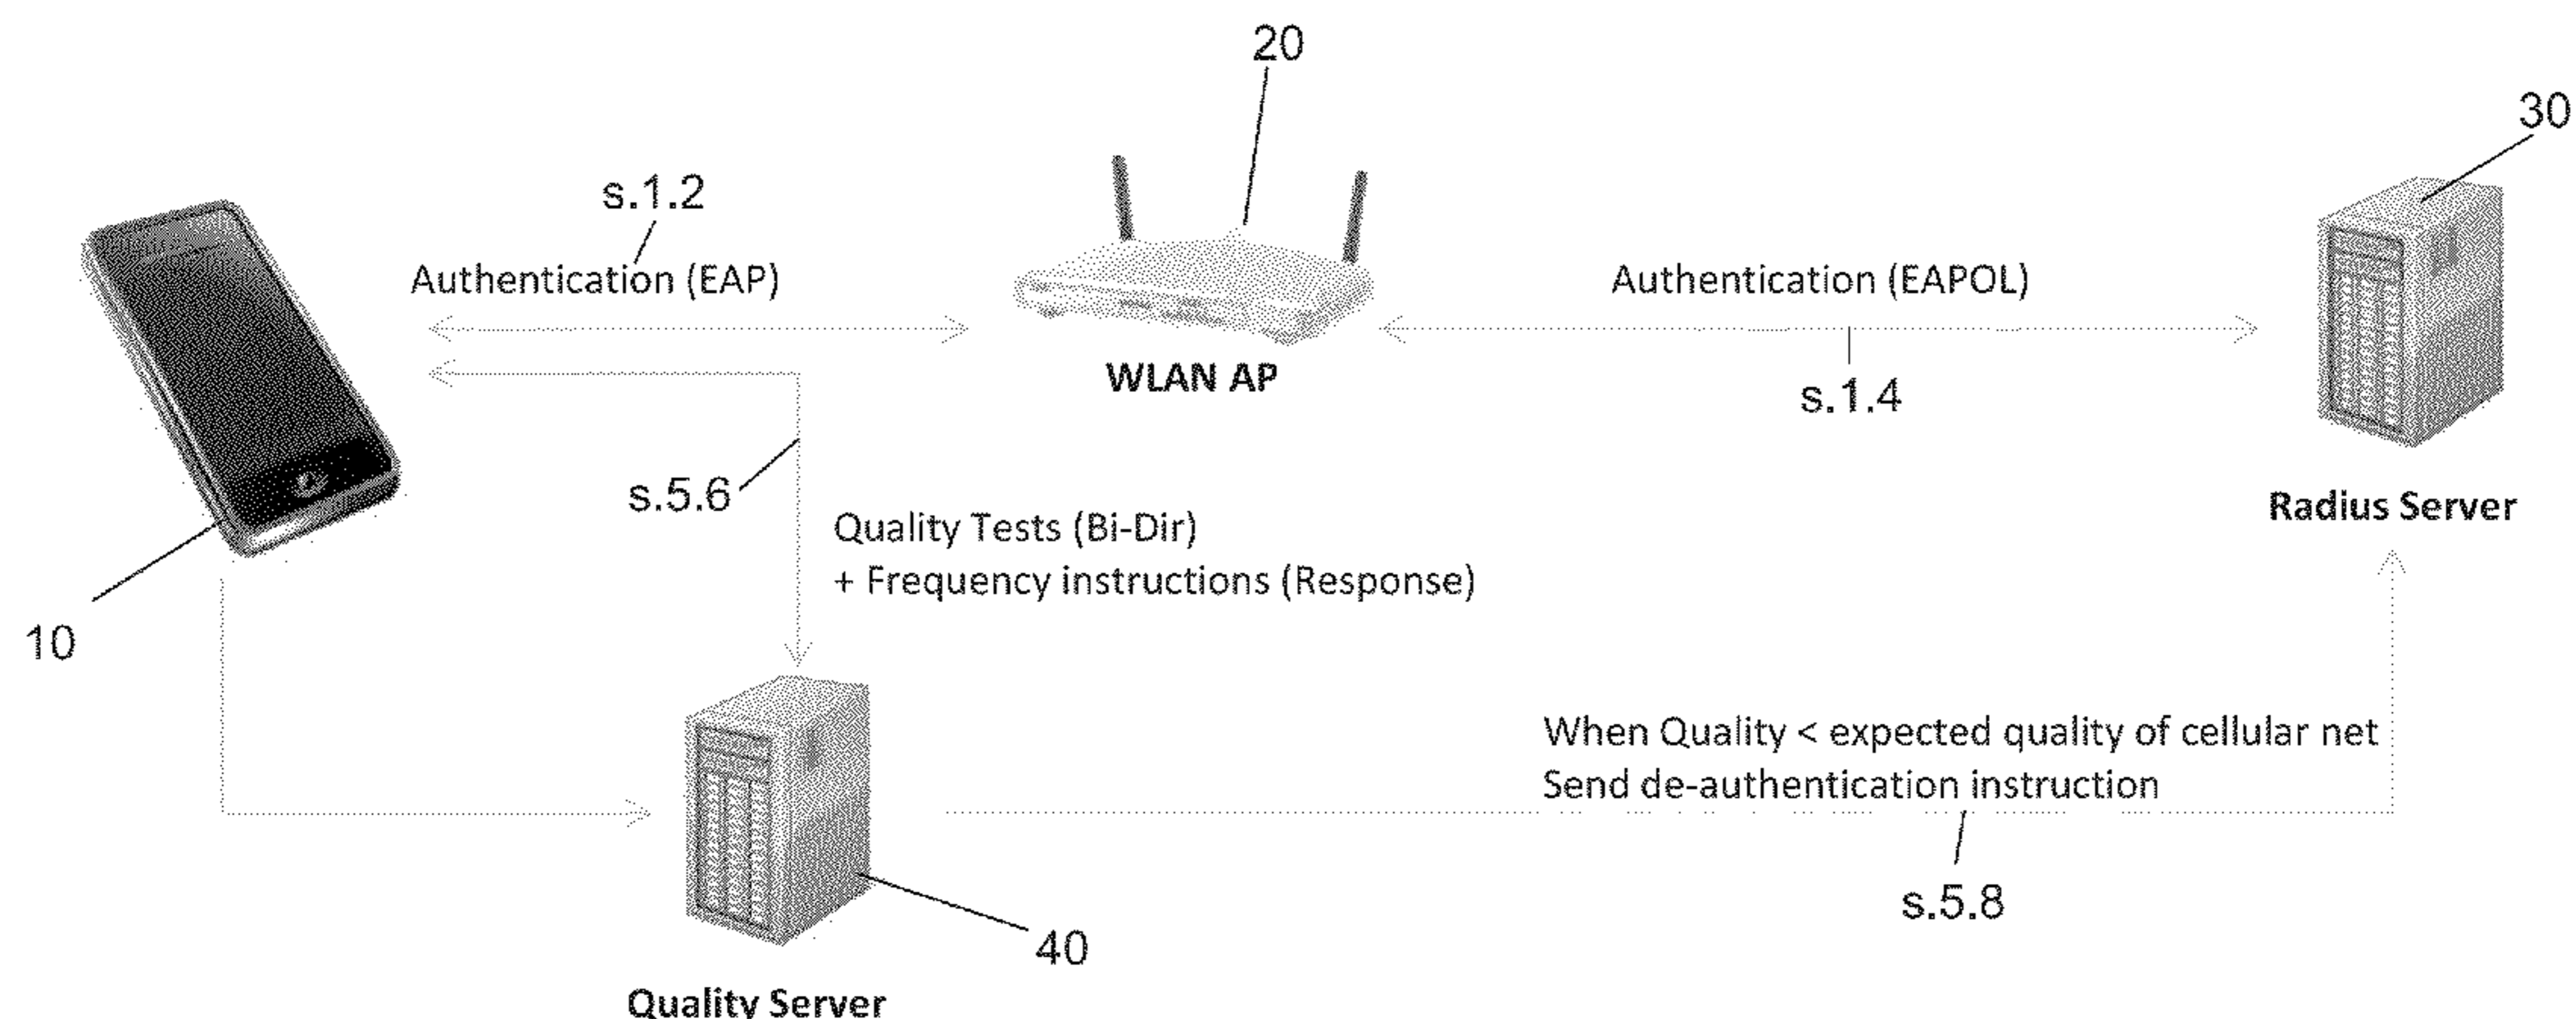 20
30
s.1.2
Authentication (EAP)
Authentication (EAPOL)
WLAN AP
s.1.4
s.5.6
Radius Server
Quality Tests (Bi-Dir)
+ Frequency instructions (Response)
10
When Quality < expected quality of cellular net
Send de-authentication instruction
s.5.8
40
Quality Server